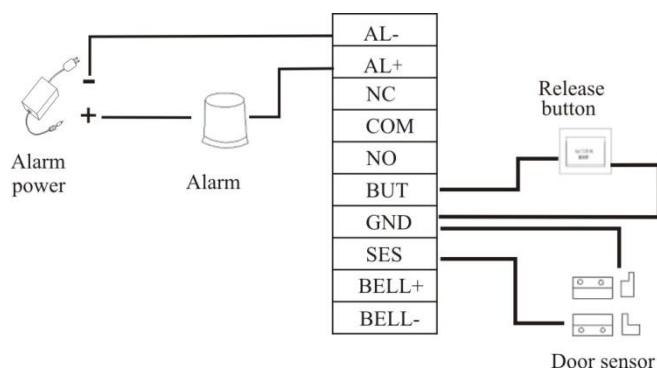 AL-
AL+
NC
COM
NO
BUT
GND
SES
BELL+
BELL-
-
+
Alarm
power
Alarm
Release
button
Door sensor